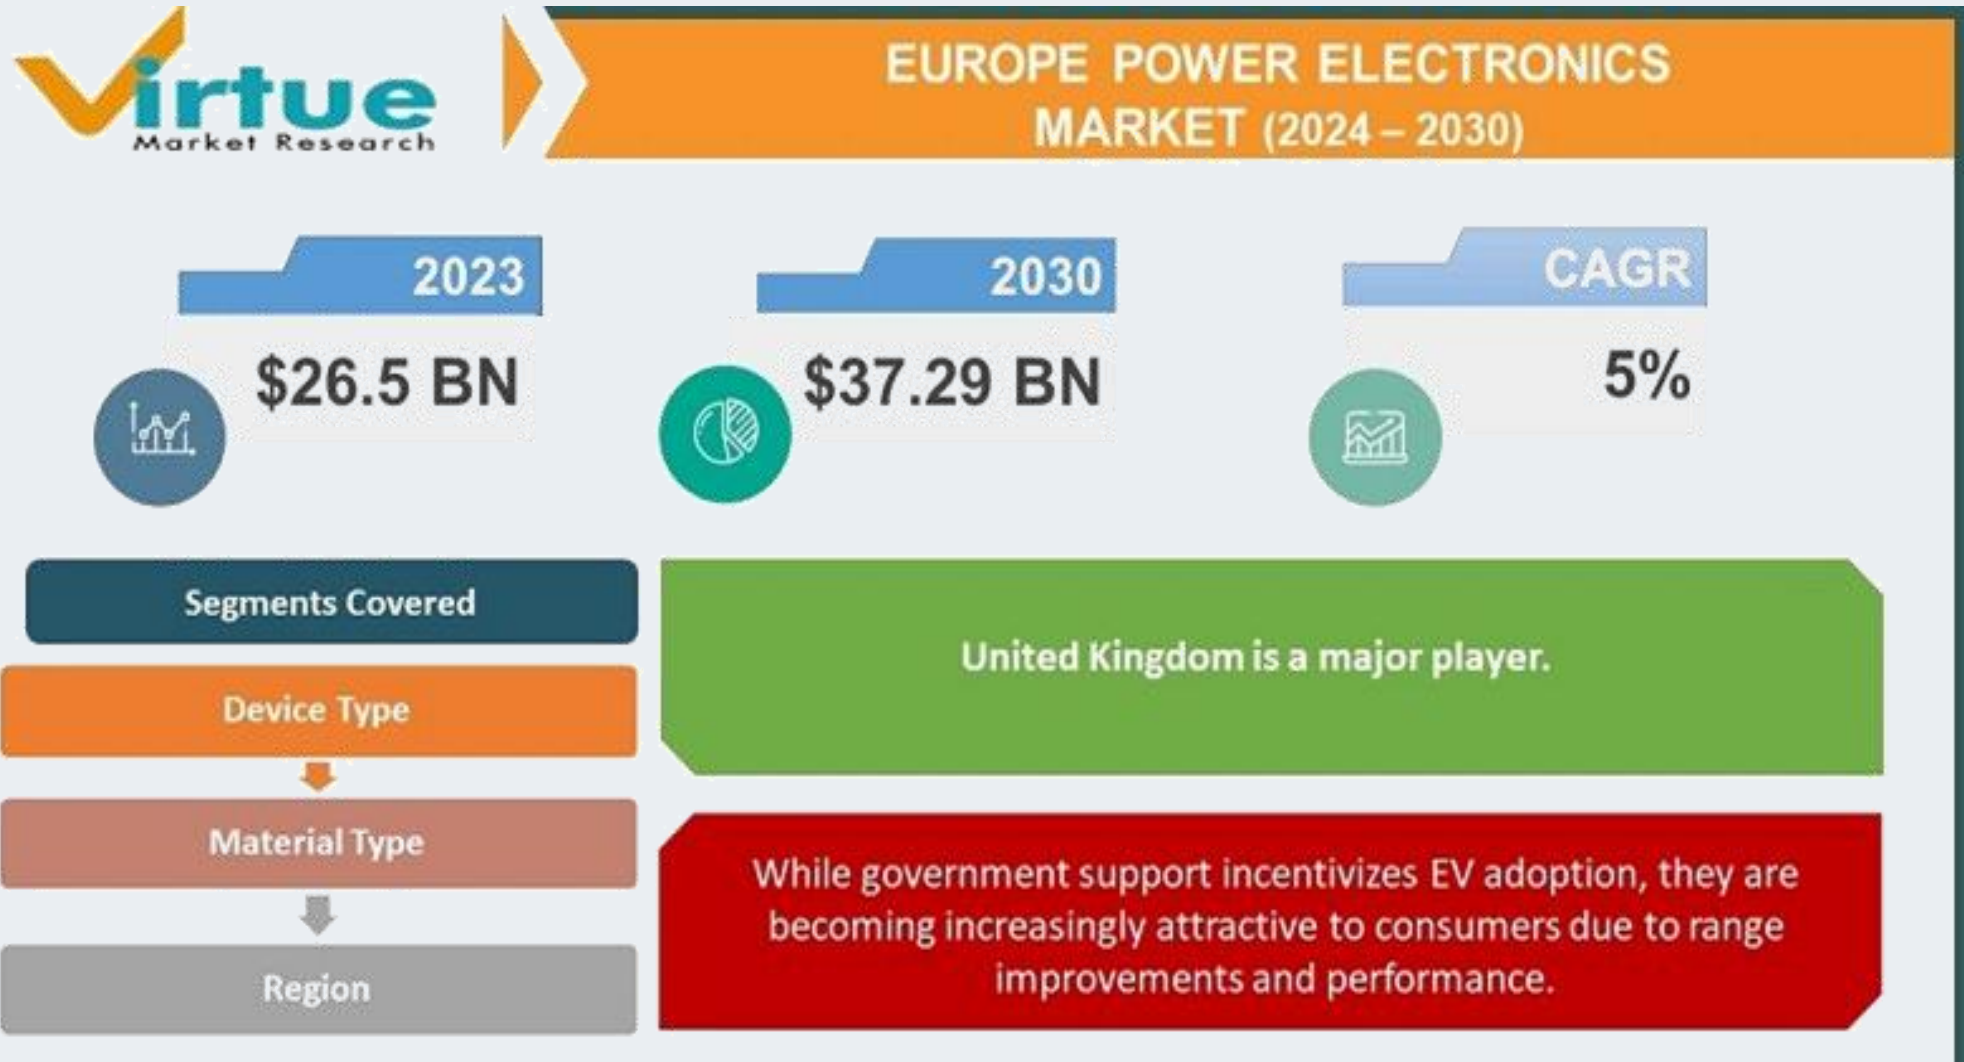 Virtue
Market Research
EUROPE POWER ELECTRONICS
MARKET (2024 – 2030)
2023
$26.5 BN
2030
$37.29 BN
CAGR
5%
Segments Covered
Device Type
Material Type
Region
United Kingdom is a major player.
While government support incentivizes EV adoption, they are
becoming increasingly attractive to consumers due to range
improvements and performance.